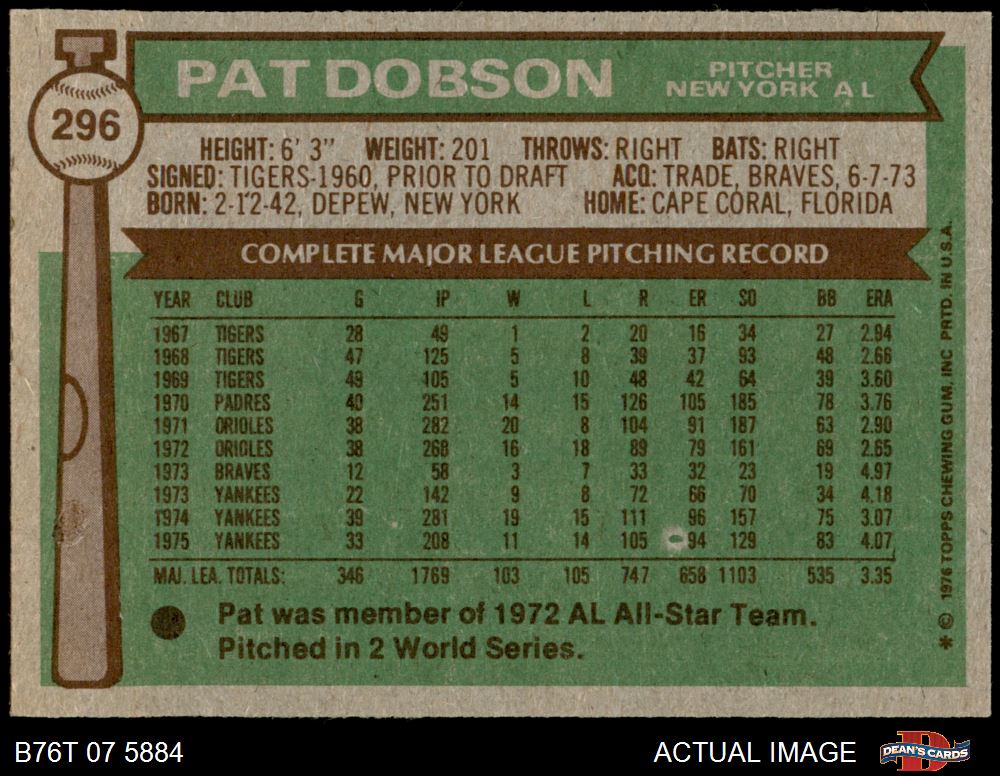 296
PAT DOBSON
PITCHER
NEW YORK A L
HEIGHT: 6' 3" WEIGHT: 201 THROWS: RIGHT BATS: RIGHT
SIGNED: TIGERS-1960, PRIOR TO DRAFT ACQ: TRADE, BRAVES, 6-7-73
BORN: 2-12-42, DEPEW, NEW YORK HOME: CAPE CORAL, FLORIDA
COMPLETE MAJOR LEAGUE PITCHING RECORD
YEAR CLUB G IP W L R ER SO BB ERA
1967 TIGERS 28 49 1 2 20 16 34 27 2.94
1968 TIGERS 47 125 5 8 39 37 93 48 2.66
1969 TIGERS 49 105 5 10 48 42 64 39 3.60
1970 PADRES 40 251 14 15 126 105 185 78 3.76
1971 ORIOLES 38 282 20 8 104 91 187 63 2.90
1972 ORIOLES 38 268 16 18 89 79 161 69 2.65
1973 BRAVES 12 58 3 7 33 32 23 19 4.97
1973 YANKEES 22 142 9 8 72 66 70 34 4.18
1974 YANKEES 39 281 19 15 111 96 157 75 3.07
1975 YANKEES 33 208 11 14 105 94 129 83 4.07
MAJ. LEA. TOTALS: 346 1769 103 105 747 658 1103 535 3.35
Pat was member of 1972 AL All-Star Team.
Pitched in 2 World Series.
* © 1976 TOPPS CHEWING GUM, INC PRTD. IN U.S.A.
B76T 07 5884
ACTUAL IMAGE
D
DEAN'S CARDS